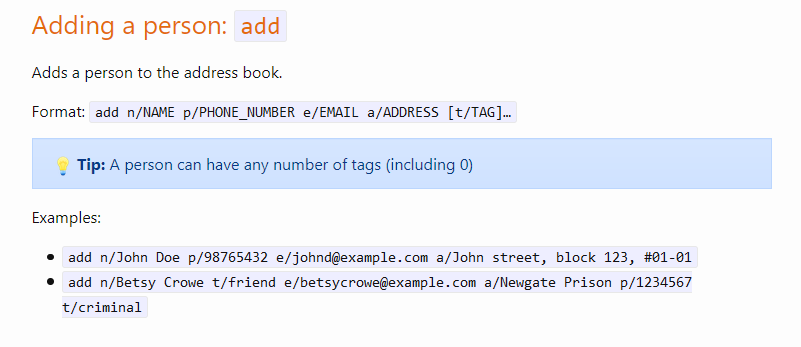 Adding a person: add
Adds a person to the address book.
Format: add n/NAME p/PHONE_NUMBER e/EMAIL a/ADDRESS [t/TAG]…
💡 Tip: A person can have any number of tags (including 0)
Examples:
• add n/John Doe p/98765432 e/johnd@example.com a/John street, block 123, #01-01
• add n/Betsy Crowe t/friend e/betsycrowe@example.com a/Newgate Prison p/1234567
t/criminal